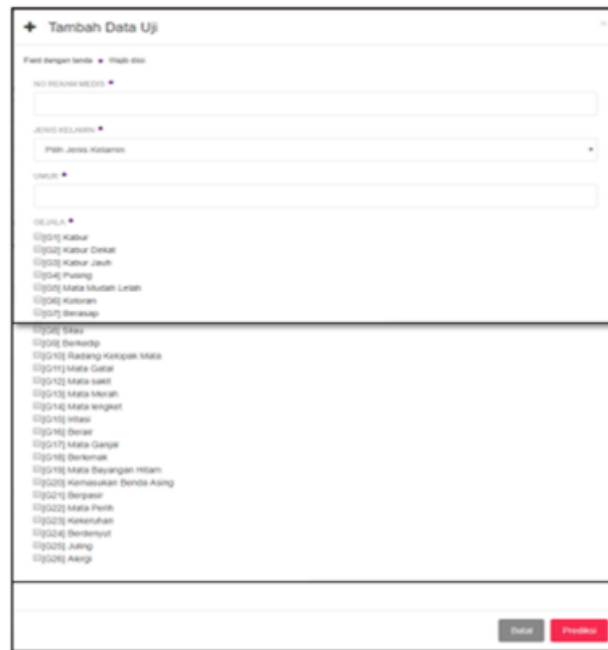 + Tambah Data Uji
×
Field dengan tanda * Wajib diisi.
NO REKAM MEDIS *
JENIS KELAMIN *
Pilih Jenis Kelamin
UMUR *
GEJALA *
[G1] Kabur
[G2] Kabur Dekat
[G3] Kabur Jauh
[G4] Pusing
[G5] Mata Mudah Lelah
[G6] Kotoran
[G7] Berasap
[G8] Silau
[G9] Berkedip
[G10] Radang Kelopak Mata
[G11] Mata Gatal
[G12] Mata sakit
[G13] Mata Merah
[G14] Mata lengket
[G15] Iritasi
[G16] Berair
[G17] Mata Ganjal
[G18] Berlemak
[G19] Mata Bayangan Hitam
[G20] Kemasukan Benda Asing
[G21] Berpasir
[G22] Mata Perih
[G23] Kekeruhan
[G24] Berdenyut
[G25] Juling
[G26] Alergi
Batal Prediksi